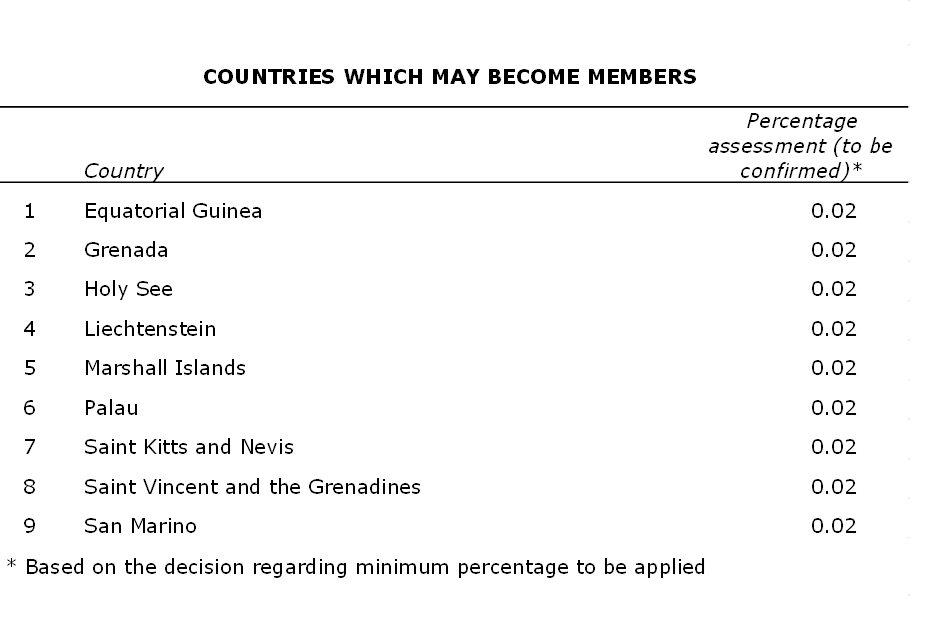 COUNTRIES WHICH MAY BECOME MEMBERS
Percentage
assessment (to be
Country confirmed)*
1 Equatorial Guinea 0.02
2 Grenada 0.02
3 Holy See 0.02
4 Liechtenstein 0.02
5 Marshall Islands 0.02
6 Palau 0.02
7 Saint Kitts and Nevis 0.02
8 Saint Vincent and the Grenadines 0.02
9 San Marino 0.02
* Based on the decision regarding minimum percentage to be applied